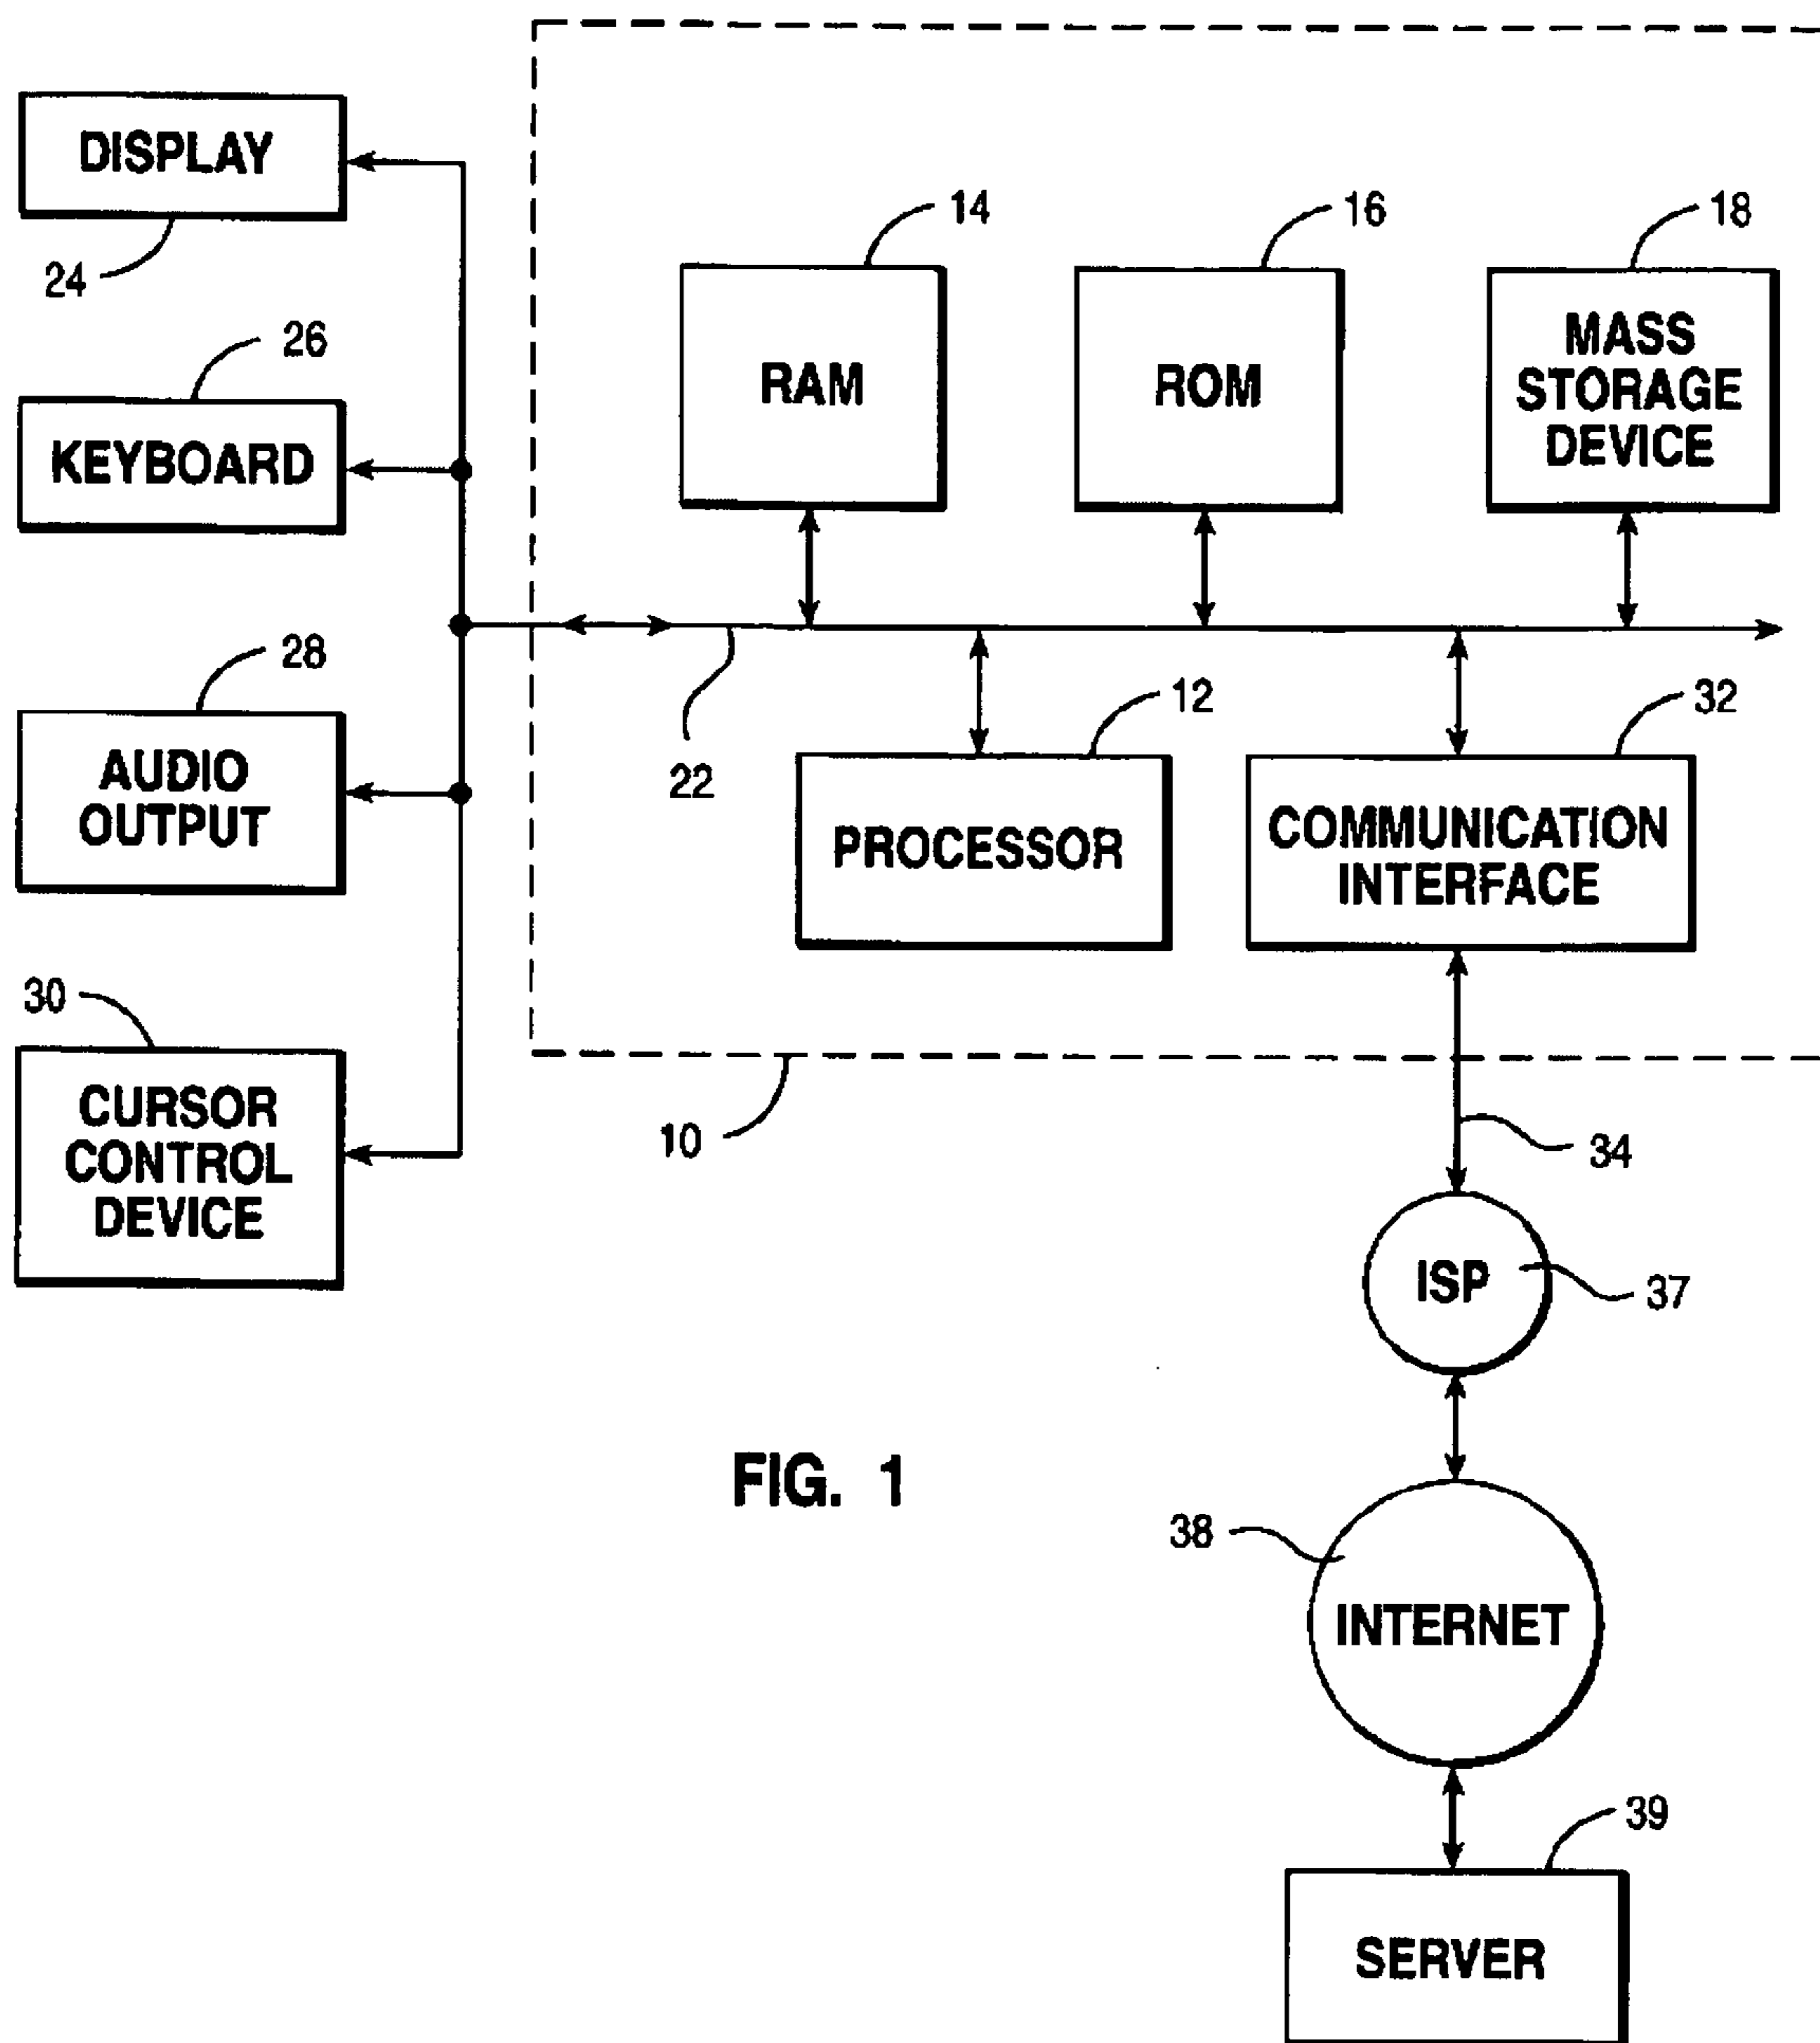 DISPLAY
24
26
KEYBOARD
28
AUDIO
OUTPUT
30
CURSOR
CONTROL
DEVICE
14
RAM
16
ROM
18
MASS
STORAGE
DEVICE
22
12
PROCESSOR
32
COMMUNICATION
INTERFACE
10
34
ISP
37
FIG. 1
38
INTERNET
39
SERVER